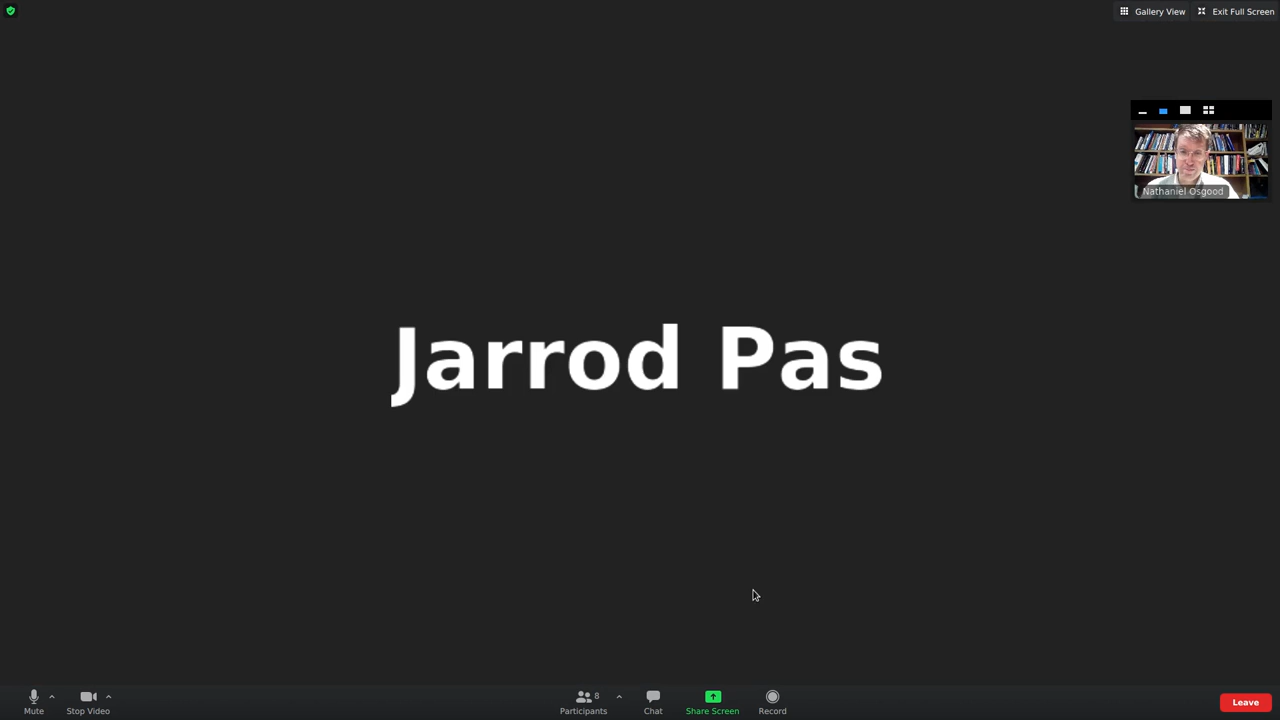 Gallery View
Exit Full Screen
Nathaniel Osgood
Jarrod Pas
Mute
Stop Video
8
Participants
Chat
Share Screen
Record
Leave